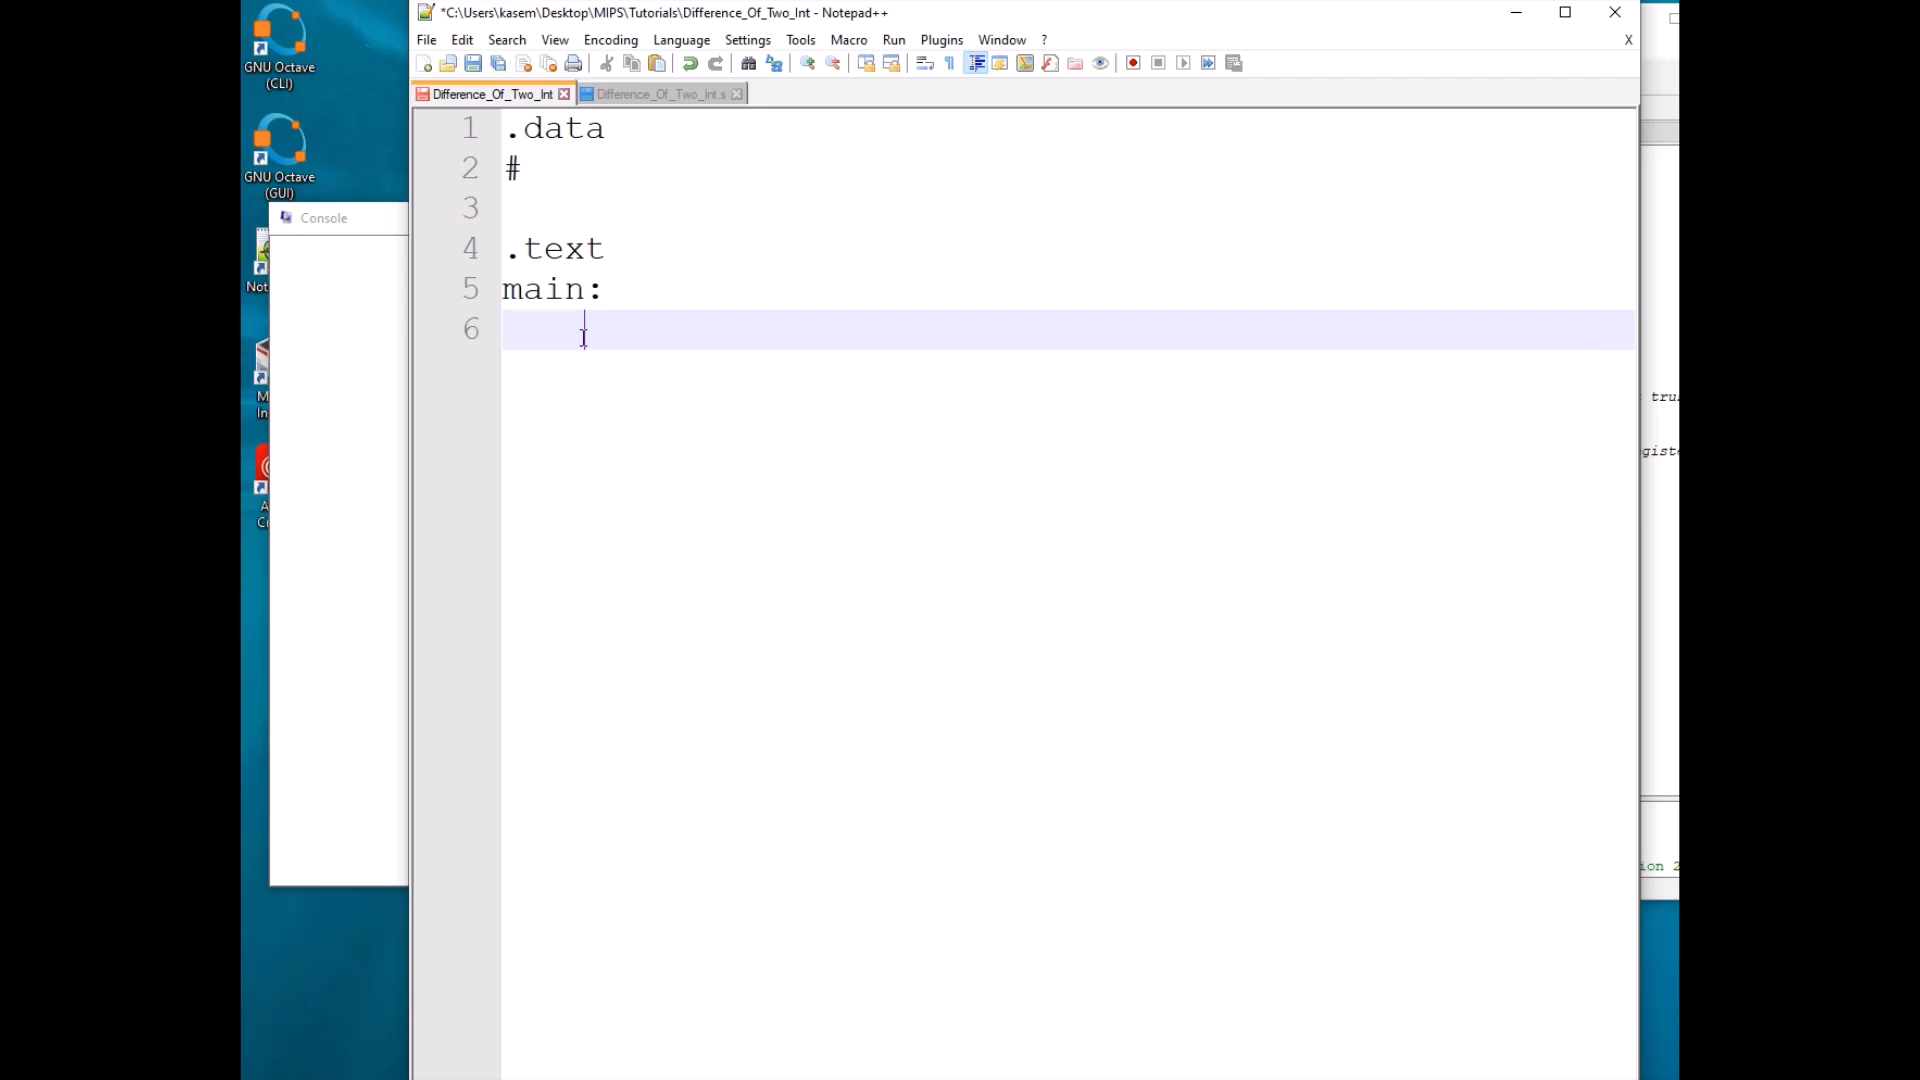 *C:\Users\kasem\Desktop\MIPS\Tutorials\Difference_Of_Two_Int - Notepad++
File Edit Search View Encoding Language Settings Tools Macro Run Plugins Window ? X
Difference_Of_Two_Int Difference_Of_Two_Int.s
1 .data
2 #
3
4 .text
5 main:
6
GNU Octave
(CLI)
GNU Octave
(GUI)
Console